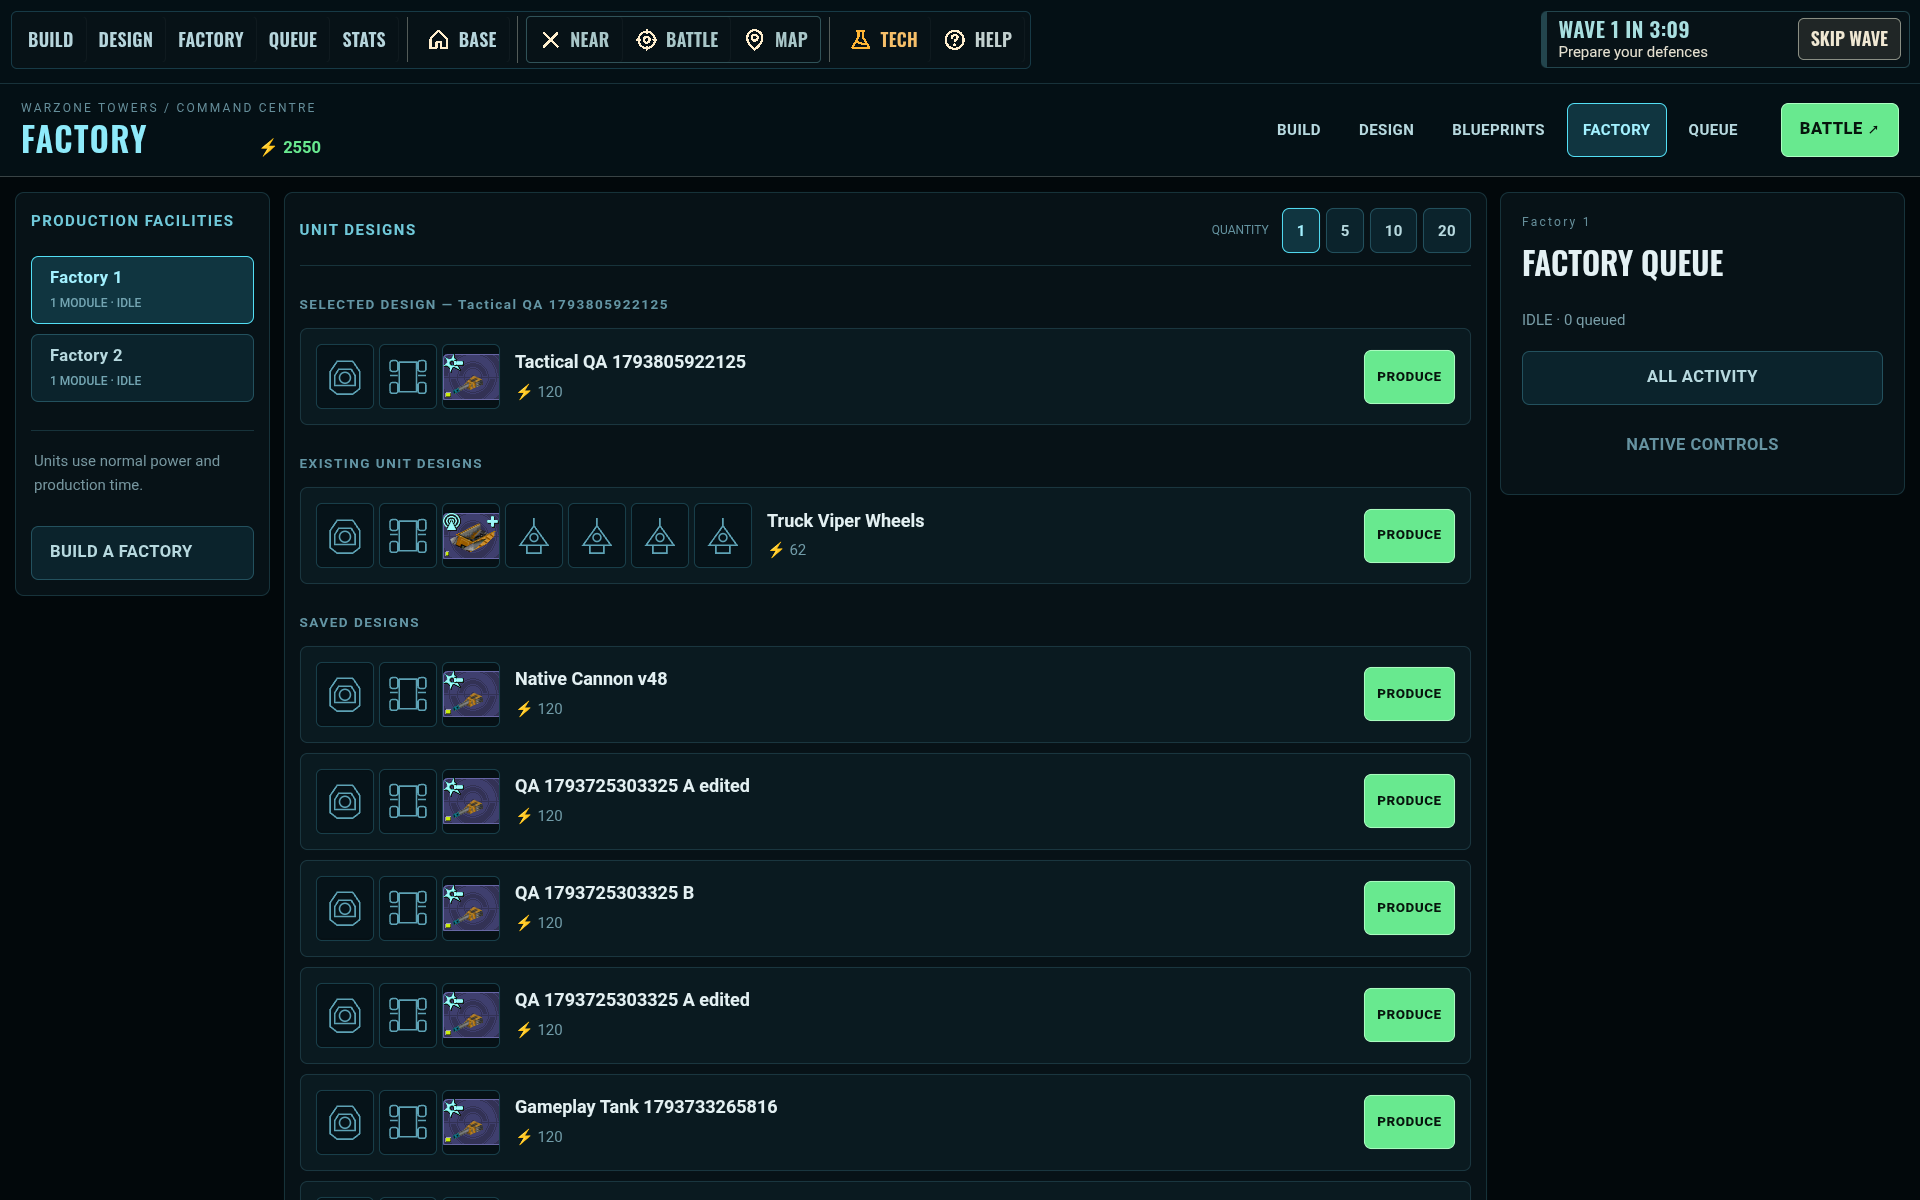 BUILD DESIGN FACTORY QUEUE STATS BASE NEAR BATTLE MAP TECH HELP
WAVE 1 IN 3:09
Prepare your defences
SKIP WAVE
WARZONE TOWERS / COMMAND CENTRE
FACTORY
⚡ 2550
BUILD DESIGN BLUEPRINTS FACTORY QUEUE BATTLE ↗
PRODUCTION FACILITIES
Factory 1
1 MODULE · IDLE
Factory 2
1 MODULE · IDLE
Units use normal power and
production time.
BUILD A FACTORY
UNIT DESIGNS
QUANTITY 1 5 10 20
SELECTED DESIGN — Tactical QA 1793805922125
Tactical QA 1793805922125
⚡ 120
PRODUCE
EXISTING UNIT DESIGNS
Truck Viper Wheels
⚡ 62
PRODUCE
SAVED DESIGNS
Native Cannon v48
⚡ 120
PRODUCE
QA 1793725303325 A edited
⚡ 120
PRODUCE
QA 1793725303325 B
⚡ 120
PRODUCE
QA 1793725303325 A edited
⚡ 120
PRODUCE
Gameplay Tank 1793733265816
⚡ 120
PRODUCE
Factory 1
FACTORY QUEUE
IDLE · 0 queued
ALL ACTIVITY
NATIVE CONTROLS